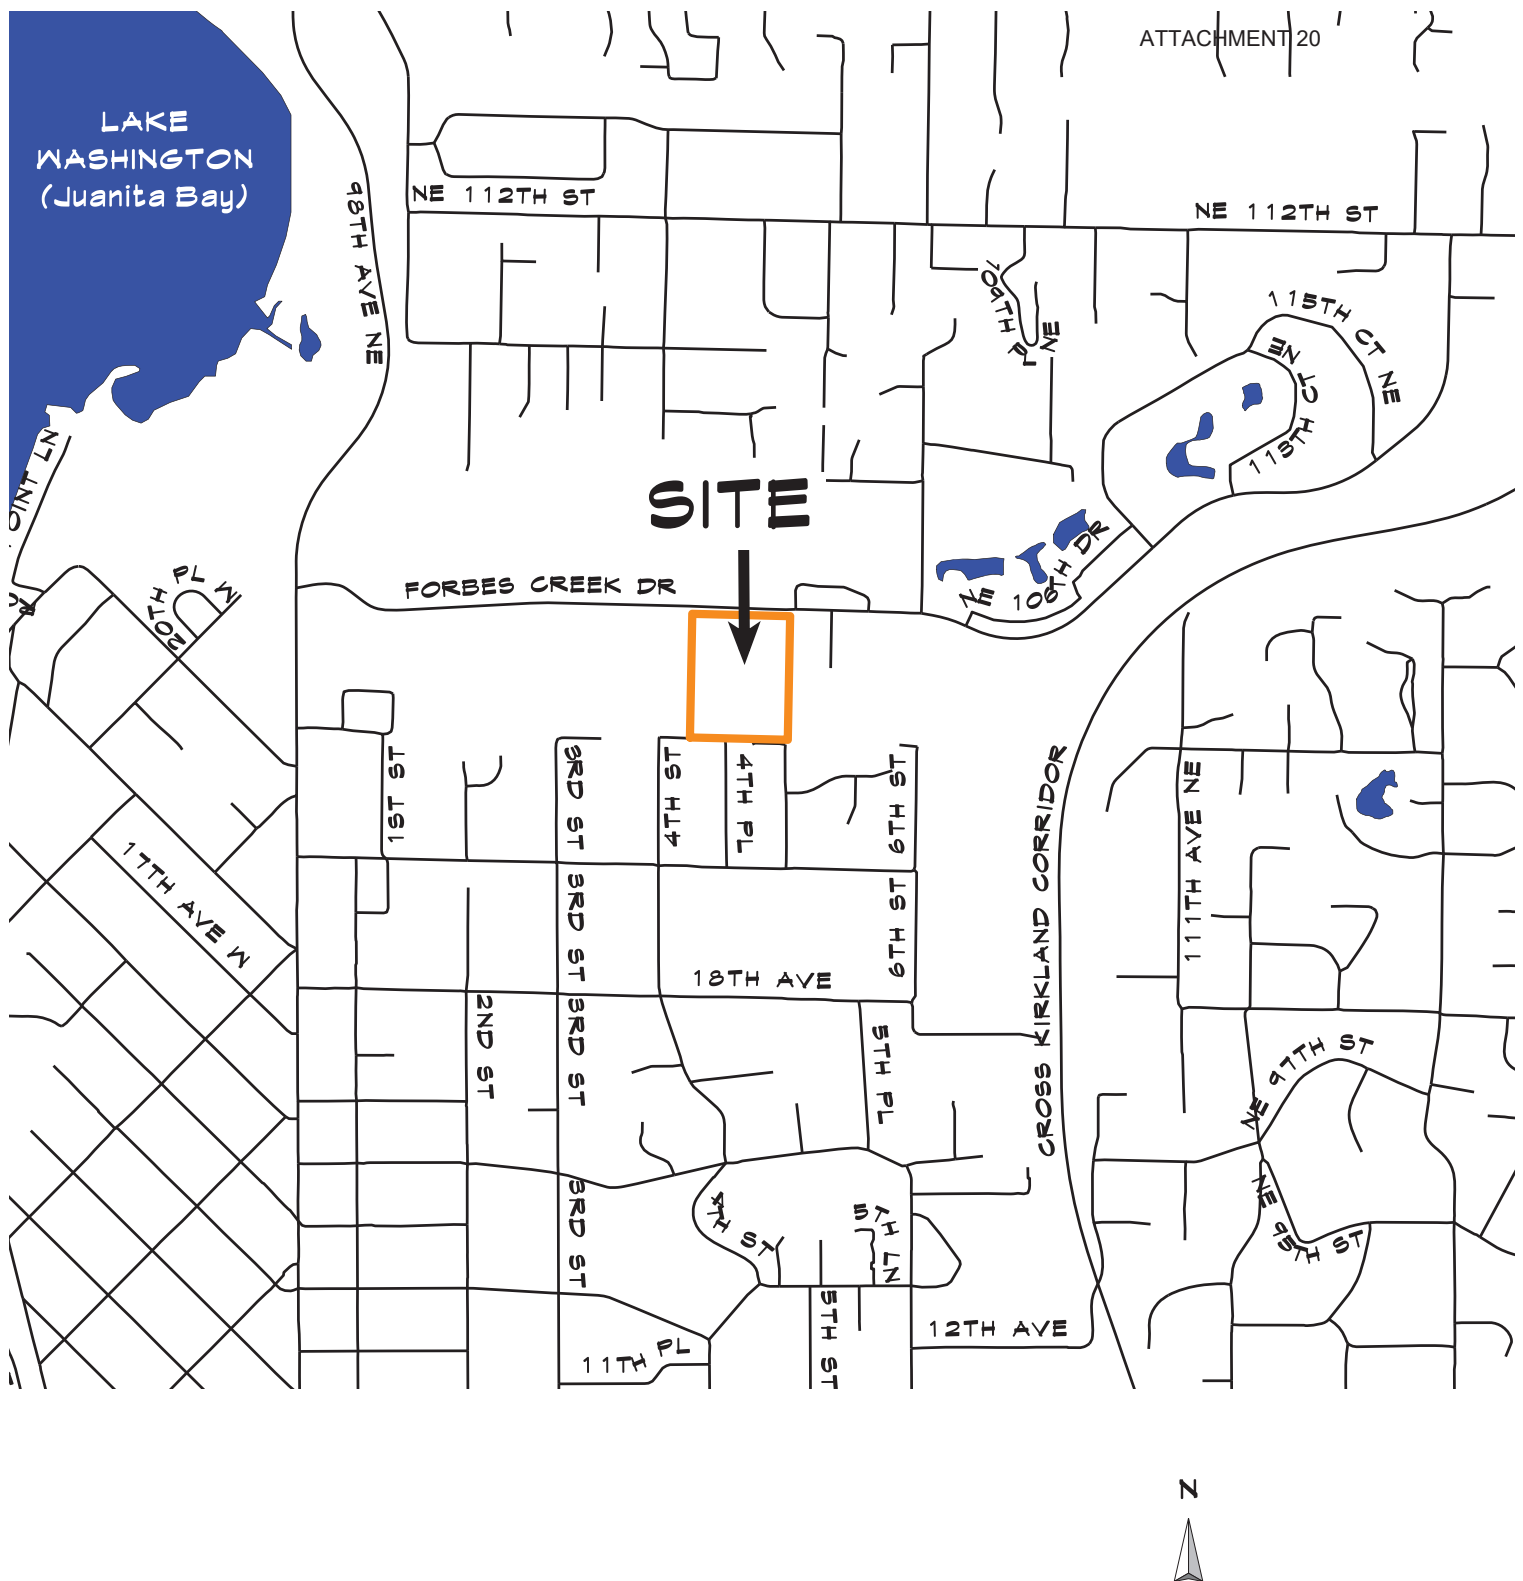 ATTACHMENT 20
LAKE
WASHINGTON
(Juanita Bay)
98TH AVE NE
NE 112TH ST
NE 112TH ST
109TH PL NE
115TH CT NE
113TH CT NE
OINT LN
SITE
FORBES CREEK DR
NE 106TH DR
20TH PL W
1ST ST
3RD ST
4TH ST
4TH PL
6TH ST
CROSS KIRKLAND CORRIDOR
111TH AVE NE
17TH AVE W
3RD ST
6TH ST
18TH AVE
2ND ST
3RD ST
5TH PL
NE 97TH ST
3RD ST
4TH ST
5TH LN
NE 95TH ST
5TH ST
12TH AVE
11TH PL
N